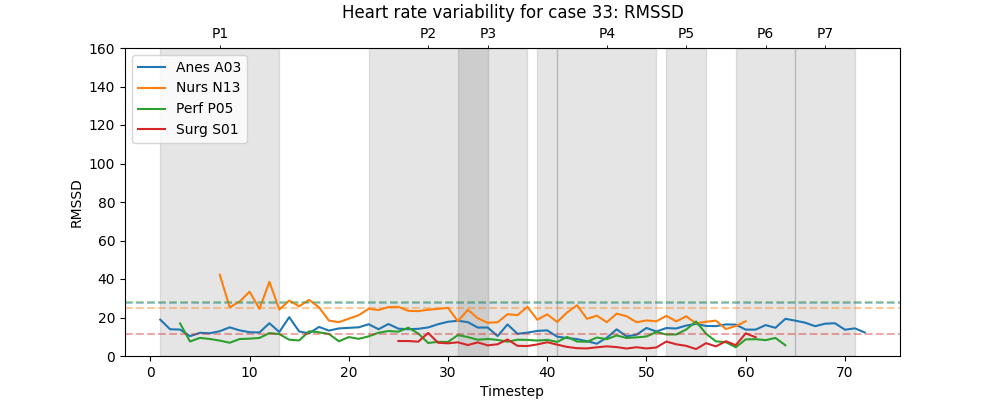 Heart rate variability for case 33: RMSSD
P1 P2 P3 P4 P5 P6 P7
160
140
120
100
80
60
40
20
0
RMSSD
Anes A03
Nurs N13
Perf P05
Surg S01
0 10 20 30 40 50 60 70
Timestep